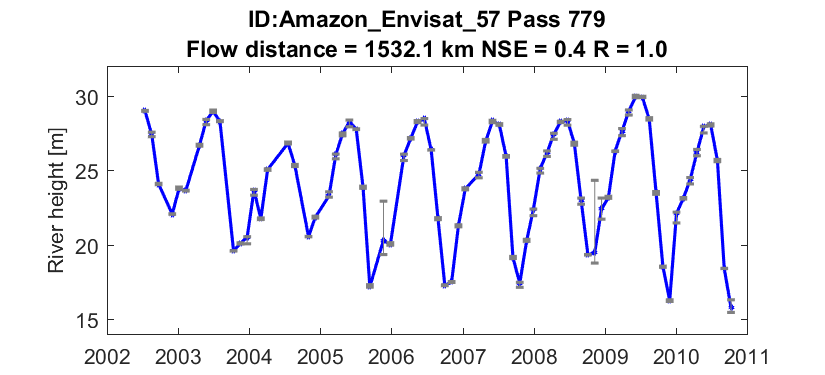 ID:Amazon_Envisat_57 Pass 779
Flow distance = 1532.1 km NSE = 0.4 R = 1.0
River height [m]
30
25
20
15
2002 2003 2004 2005 2006 2007 2008 2009 2010 2011